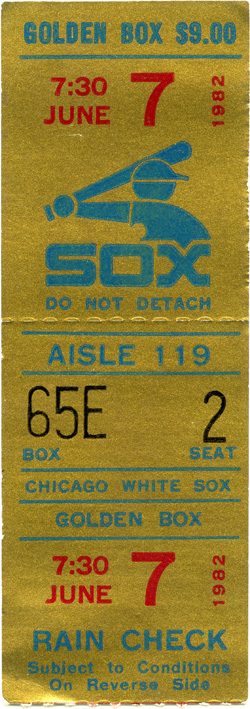 GOLDEN BOX $9.00
7:30 JUNE 7 1982
SOX
DO NOT DETACH
AISLE 119
65E 2
BOX SEAT
CHICAGO WHITE SOX
GOLDEN BOX
7:30 JUNE 7 1982
RAIN CHECK
Subject to Conditions
On Reverse Side